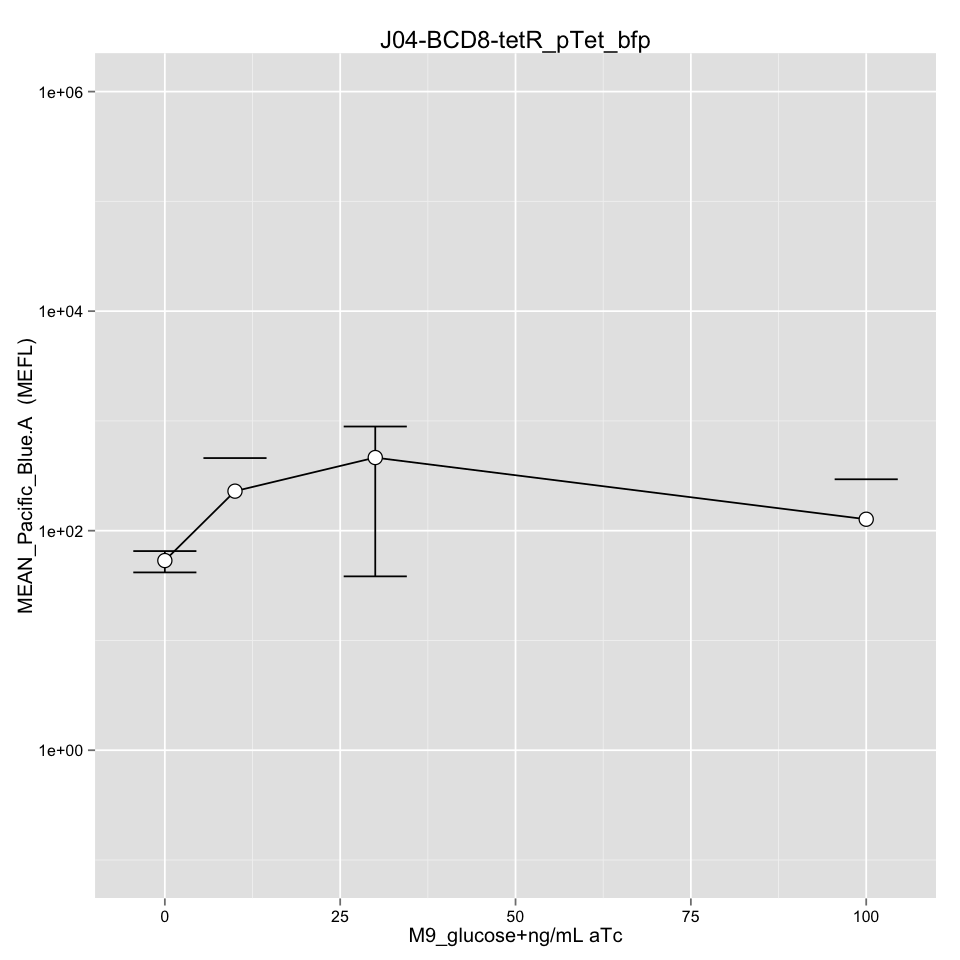 J04-BCD8-tetR_pTet_bfp
1e+06
1e+04
1e+02
1e+00
MEAN_Pacific_Blue.A (MEFL)
0
25
50
75
100
M9_glucose+ng/mL aTc